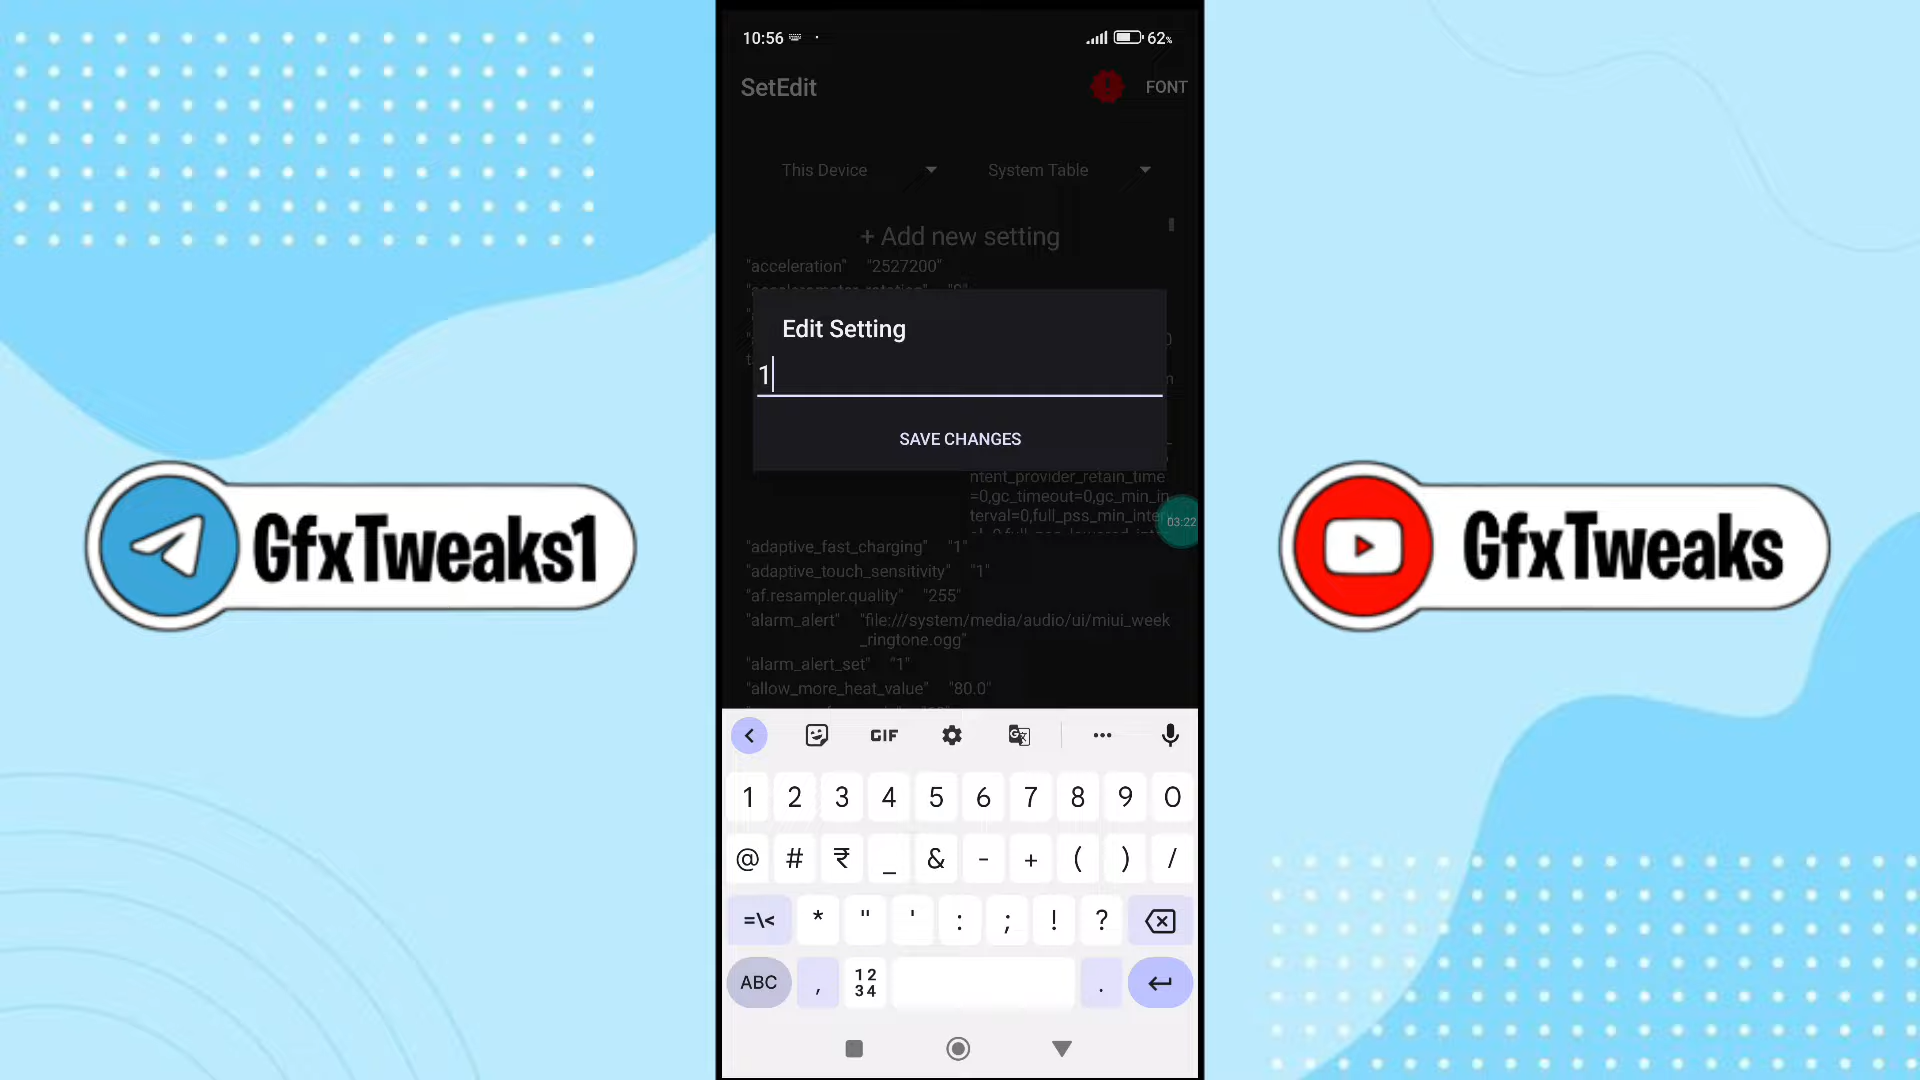 10:56
62%
SetEdit
FONT
This Device
System Table
+ Add new setting
"acceleration" "2527200"
"accelerometer_rotation" "0"
Edit Setting
1
SAVE CHANGES
ntent_provider_retain_time
=0,gc_timeout=0,gc_min_in
terval=0,full_pss_min_inter
03:22
"adaptive_fast_charging" "1"
"adaptive_touch_sensitivity" "1"
"af.resampler.quality" "255"
"alarm_alert" "file:///system/media/audio/ui/miui_week
_ringtone.ogg"
"alarm_alert_set" "1"
"allow_more_heat_value" "80.0"
GfxTweaks1
GfxTweaks
GIF
1 2 3 4 5 6 7 8 9 0
@ # ₹ _ & - + ( ) /
=\< * " ' : ; ! ?
ABC , 12 34 .